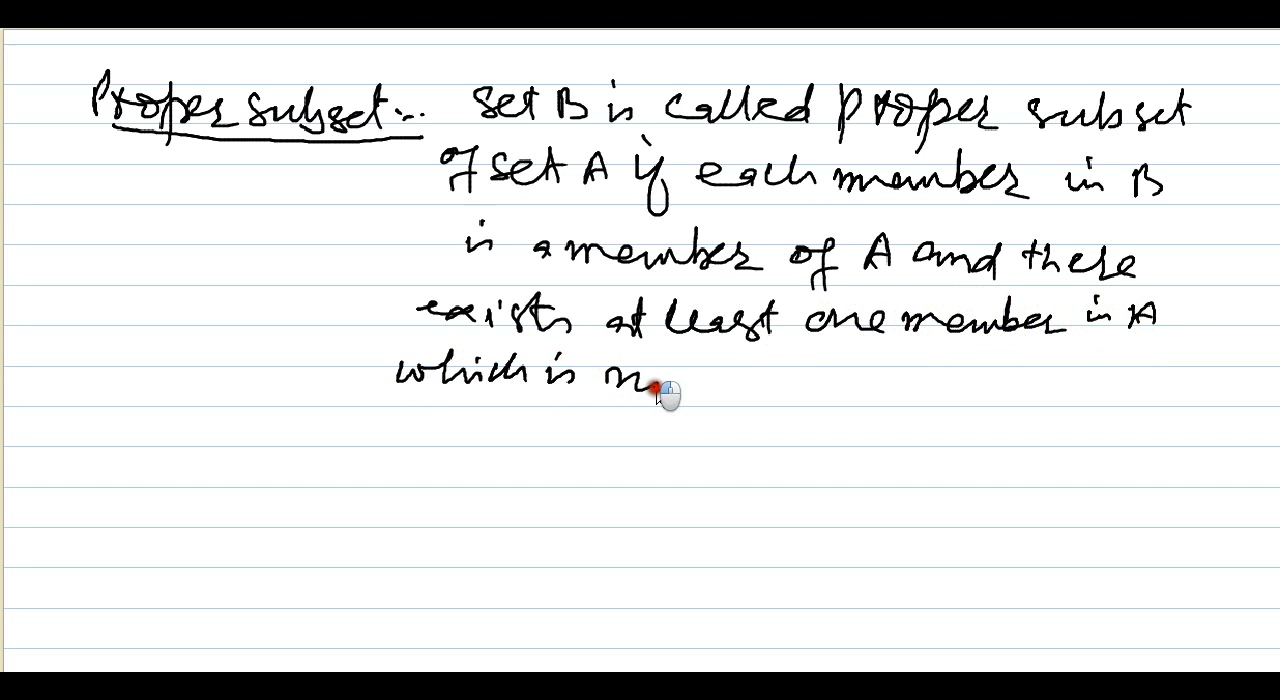 Proper subset:- set B is called proper subset
of set A if each member in B
is a member of A and there
exists at least one member in A
which is n